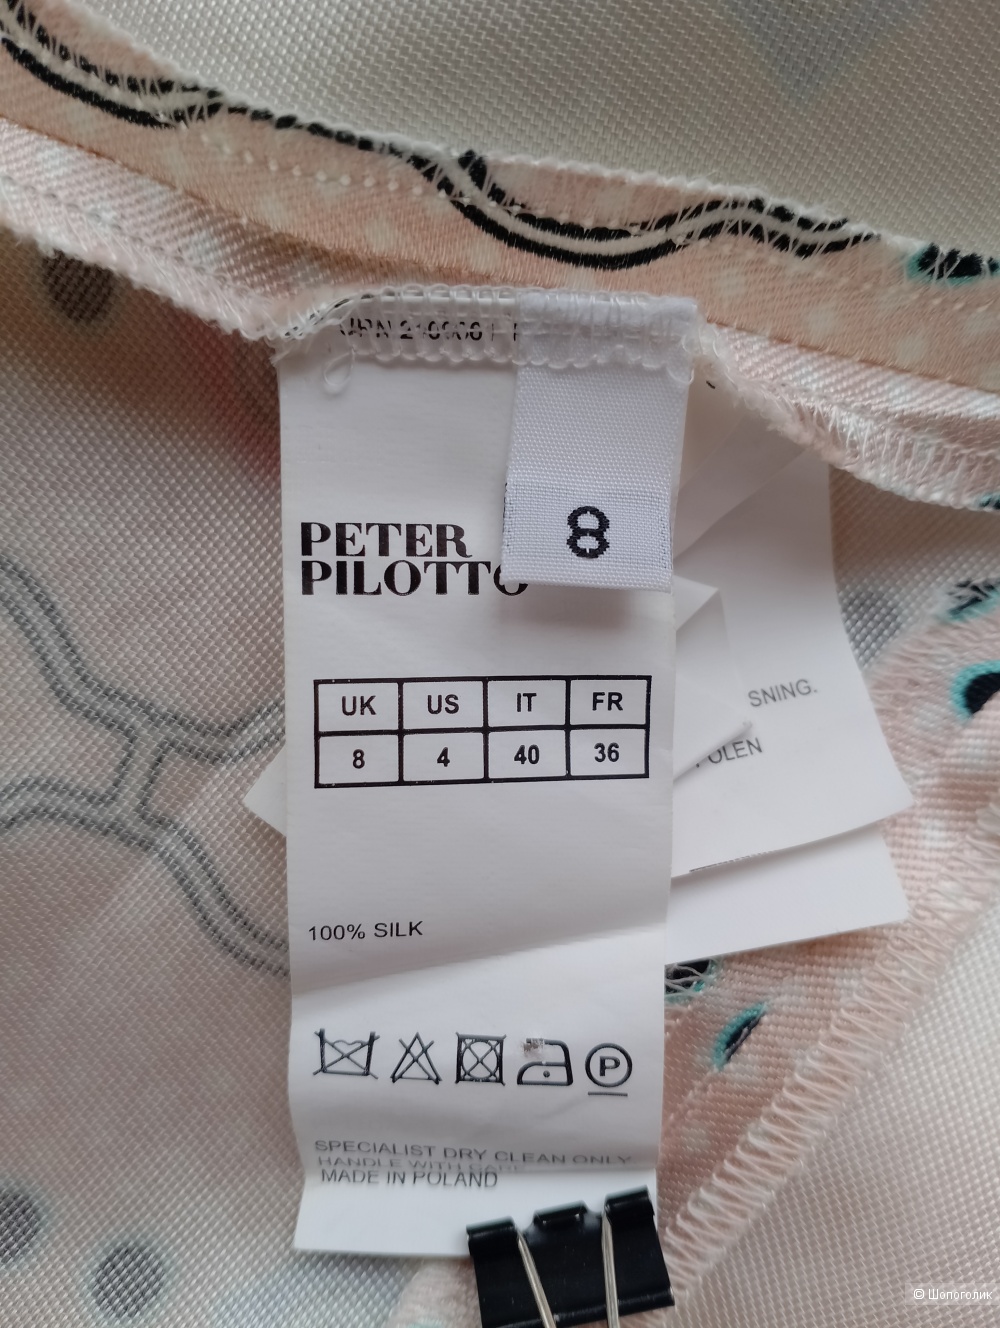 8
PETER
PILOTTO
UK US IT FR
8 4 40 36
SNING.
100% SILK
P
SPECIALIST DRY CLEAN ONLY
HANDLE WITH CARE
MADE IN POLAND
© Шопоголик